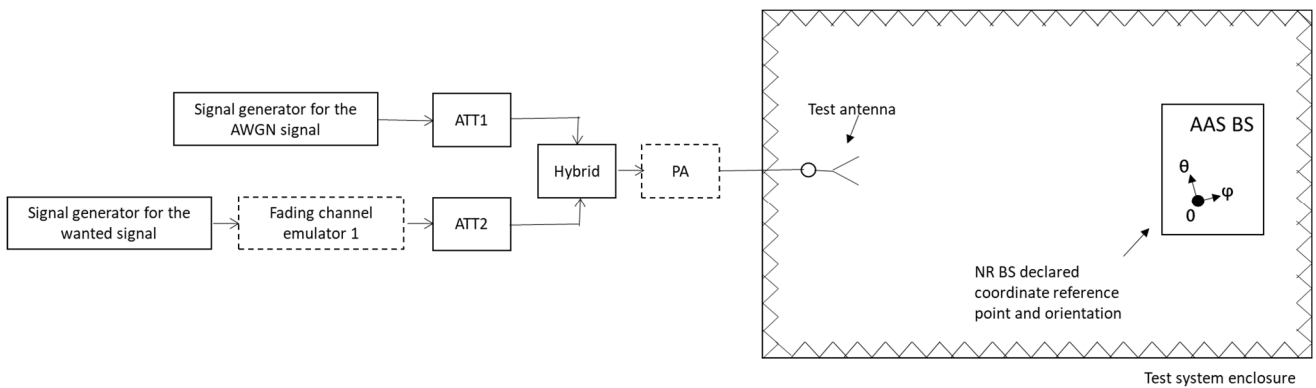 Signal generator for the
AWGN signal
ATT1
Hybrid
PA
Signal generator for the
wanted signal
Fading channel
emulator 1
ATT2
Test antenna
AAS BS
θ
φ
0
NR BS declared
coordinate reference
point and orientation
Test system enclosure